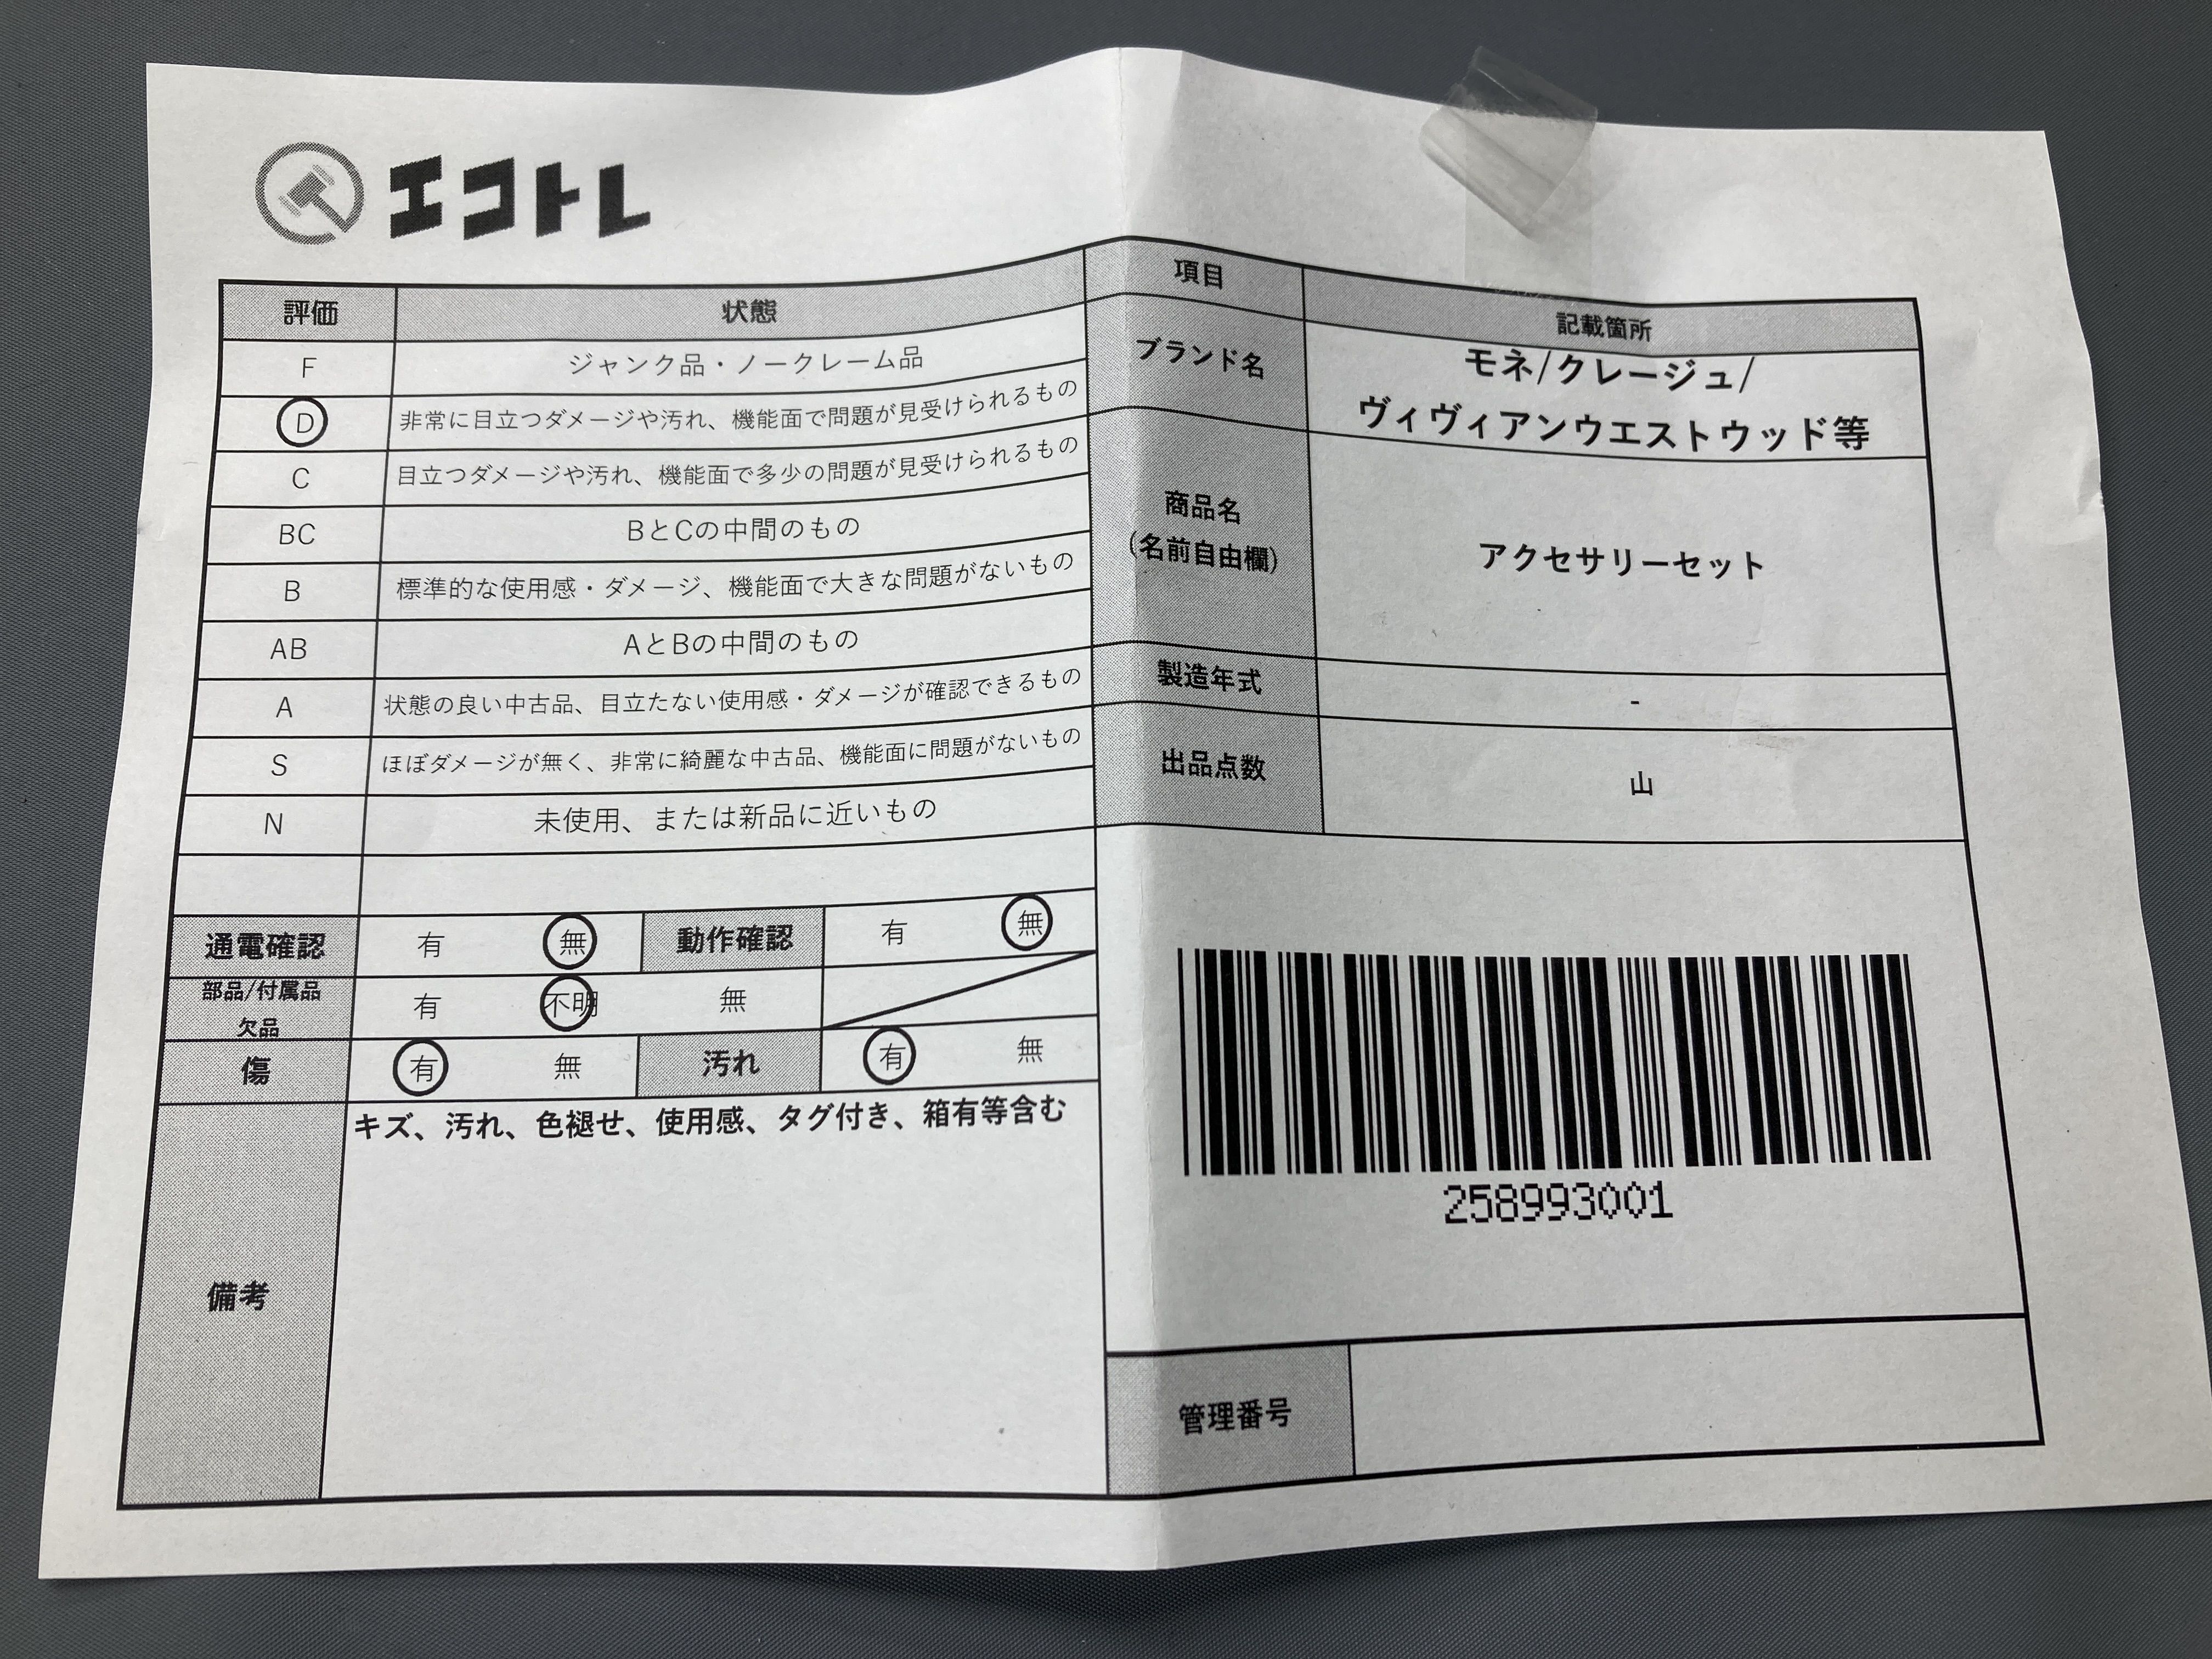 エコトレ
評価 状態
F ジャンク品・ノークレーム品
D 非常に目立つダメージや汚れ、機能面で問題が見受けられるもの
C 目立つダメージや汚れ、機能面で多少の問題が見受けられるもの
BC BとCの中間のもの
B 標準的な使用感・ダメージ、機能面で大きな問題がないもの
AB AとBの中間のもの
A 状態の良い中古品、目立たない使用感・ダメージが確認できるもの
S ほぼダメージが無く、非常に綺麗な中古品、機能面に問題がないもの
N 未使用、または新品に近いもの
通電確認 有 無 動作確認 有 無
部品/付属品
欠品
有 不明 無
傷 有 無 汚れ 有 無
備考
キズ、汚れ、色褪せ、使用感、タグ付き、箱有等含む
項目 記載箇所
ブランド名
モネ/クレージュ/
ヴィヴィアンウエストウッド等
商品名
(名前自由欄)
アクセサリーセット
製造年式 -
出品点数 山
258993001
管理番号